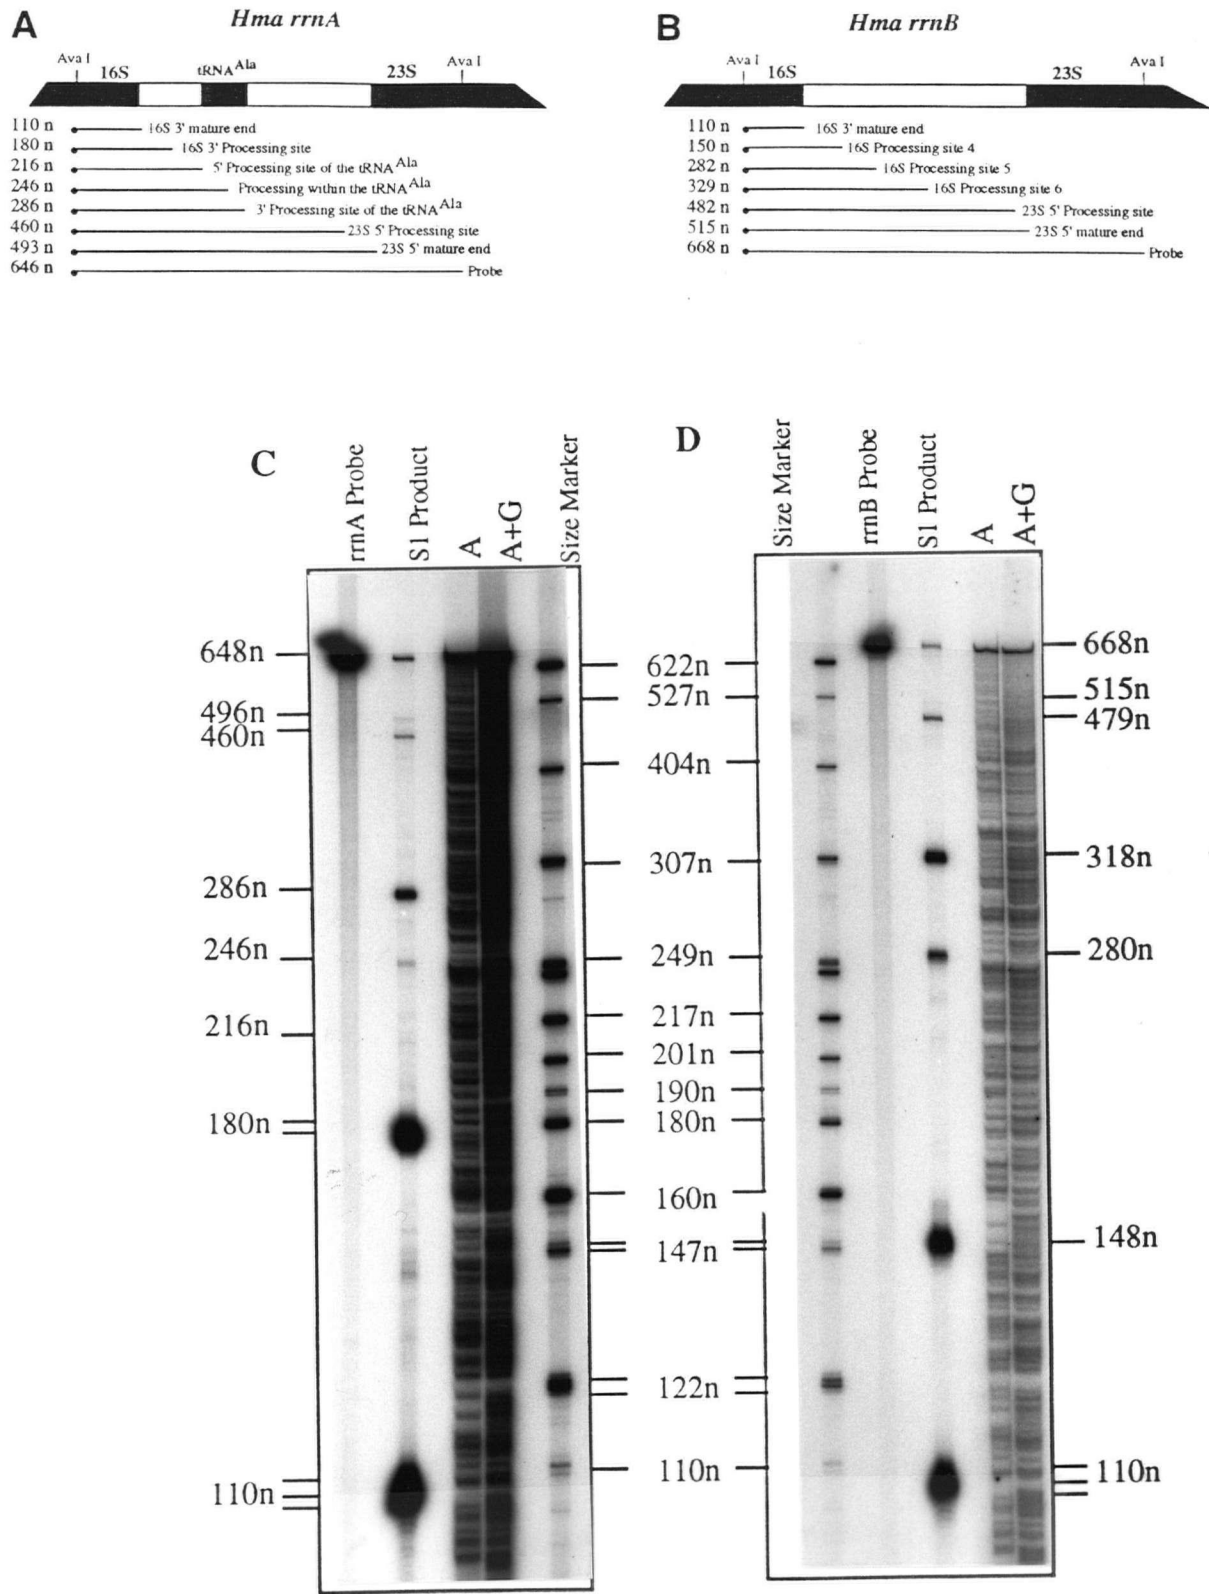 A
Hma rrnA
Ava I
16S
tRNA Ala
23S
Ava I
110 n 16S 3' mature end
180 n 16S 3' Processing site
216 n 5' Processing site of the tRNA Ala
246 n Processing within the tRNA Ala
286 n 3' Processing site of the tRNA Ala
460 n 23S 5' Processing site
493 n 23S 5' mature end
646 n Probe
B
Hma rrnB
Ava I
16S
23S
Ava I
110 n 16S 3' mature end
150 n 16S Processing site 4
282 n 16S Processing site 5
329 n 16S Processing site 6
482 n 23S 5' Processing site
515 n 23S 5' mature end
668 n Probe
C
rrnA Probe
S1 Product
A
A+G
Size Marker
648n
496n
460n
286n
246n
216n
180n
110n
622n
527n
404n
307n
249n
217n
201n
190n
180n
160n
147n
122n
110n
D
Size Marker
rrnB Probe
S1 Product
A
A+G
668n
515n
479n
318n
280n
148n
110n